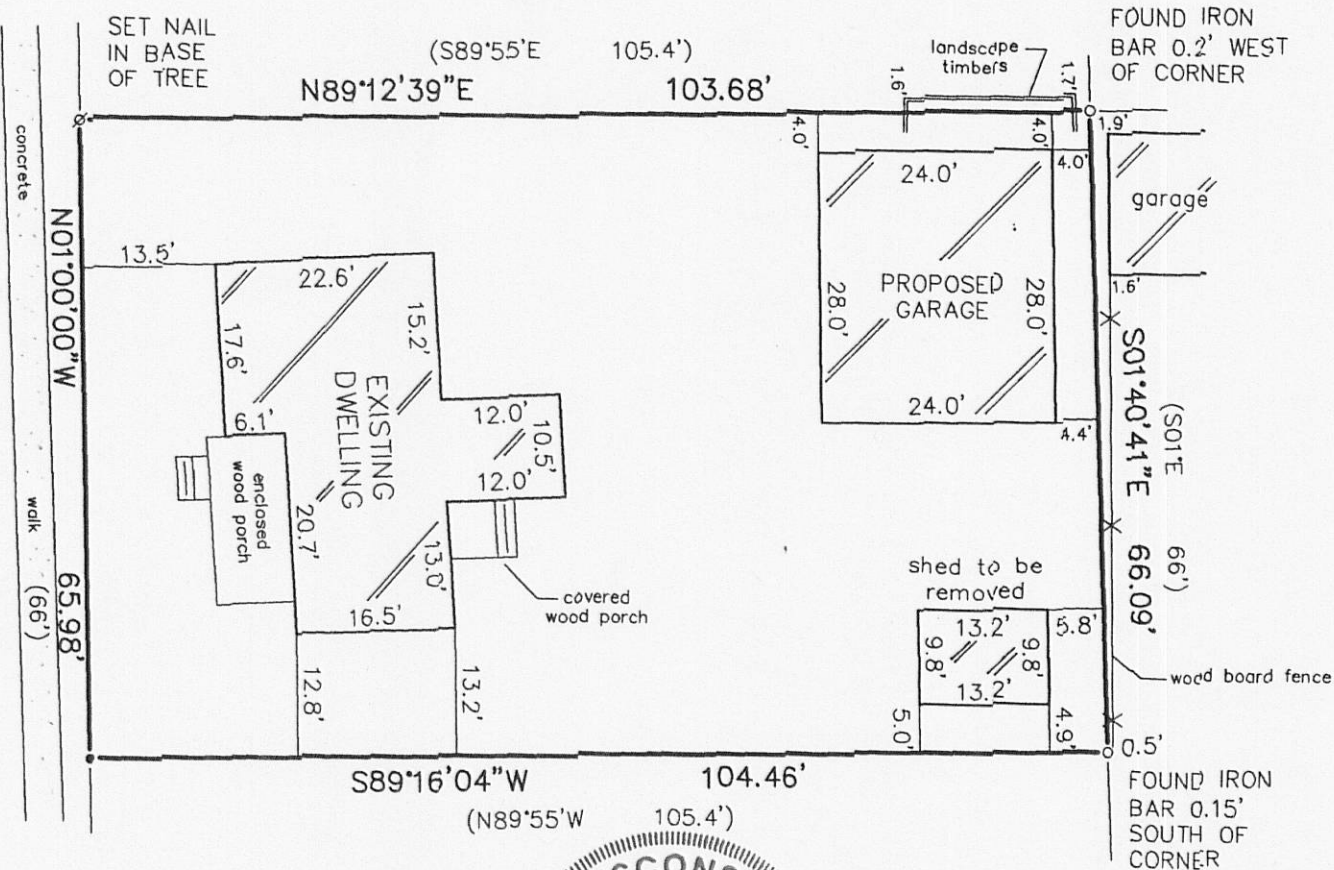 SET NAIL
IN BASE
OF TREE
(S89°55'E 105.4')
N89°12'39"E 103.68'
landscape
timbers
1.6'
1.7'
FOUND IRON
BAR 0.2' WEST
OF CORNER
concrete
walk
(66')
N01°00'00"W 65.98'
4.0'
4.0'
1.9'
24.0'
4.0'
garage
13.5'
22.6'
15.2'
17.6'
PROPOSED
GARAGE
28.0'
28.0'
1.6'
S01°40'41"E 66.09'
(S01°E 66')
EXISTING
DWELLING
6.1'
12.0'
10.5'
12.0'
24.0'
4.4'
enclosed
wood porch
20.7'
13.0'
16.5'
covered
wood porch
shed to be
removed
13.2'
5.8'
9.8'
9.8'
13.2'
wood board fence
12.8'
13.2'
5.0'
4.9'
0.5'
S89°16'04"W 104.46'
(N89°55'W 105.4')
FOUND IRON
BAR 0.15'
SOUTH OF
CORNER